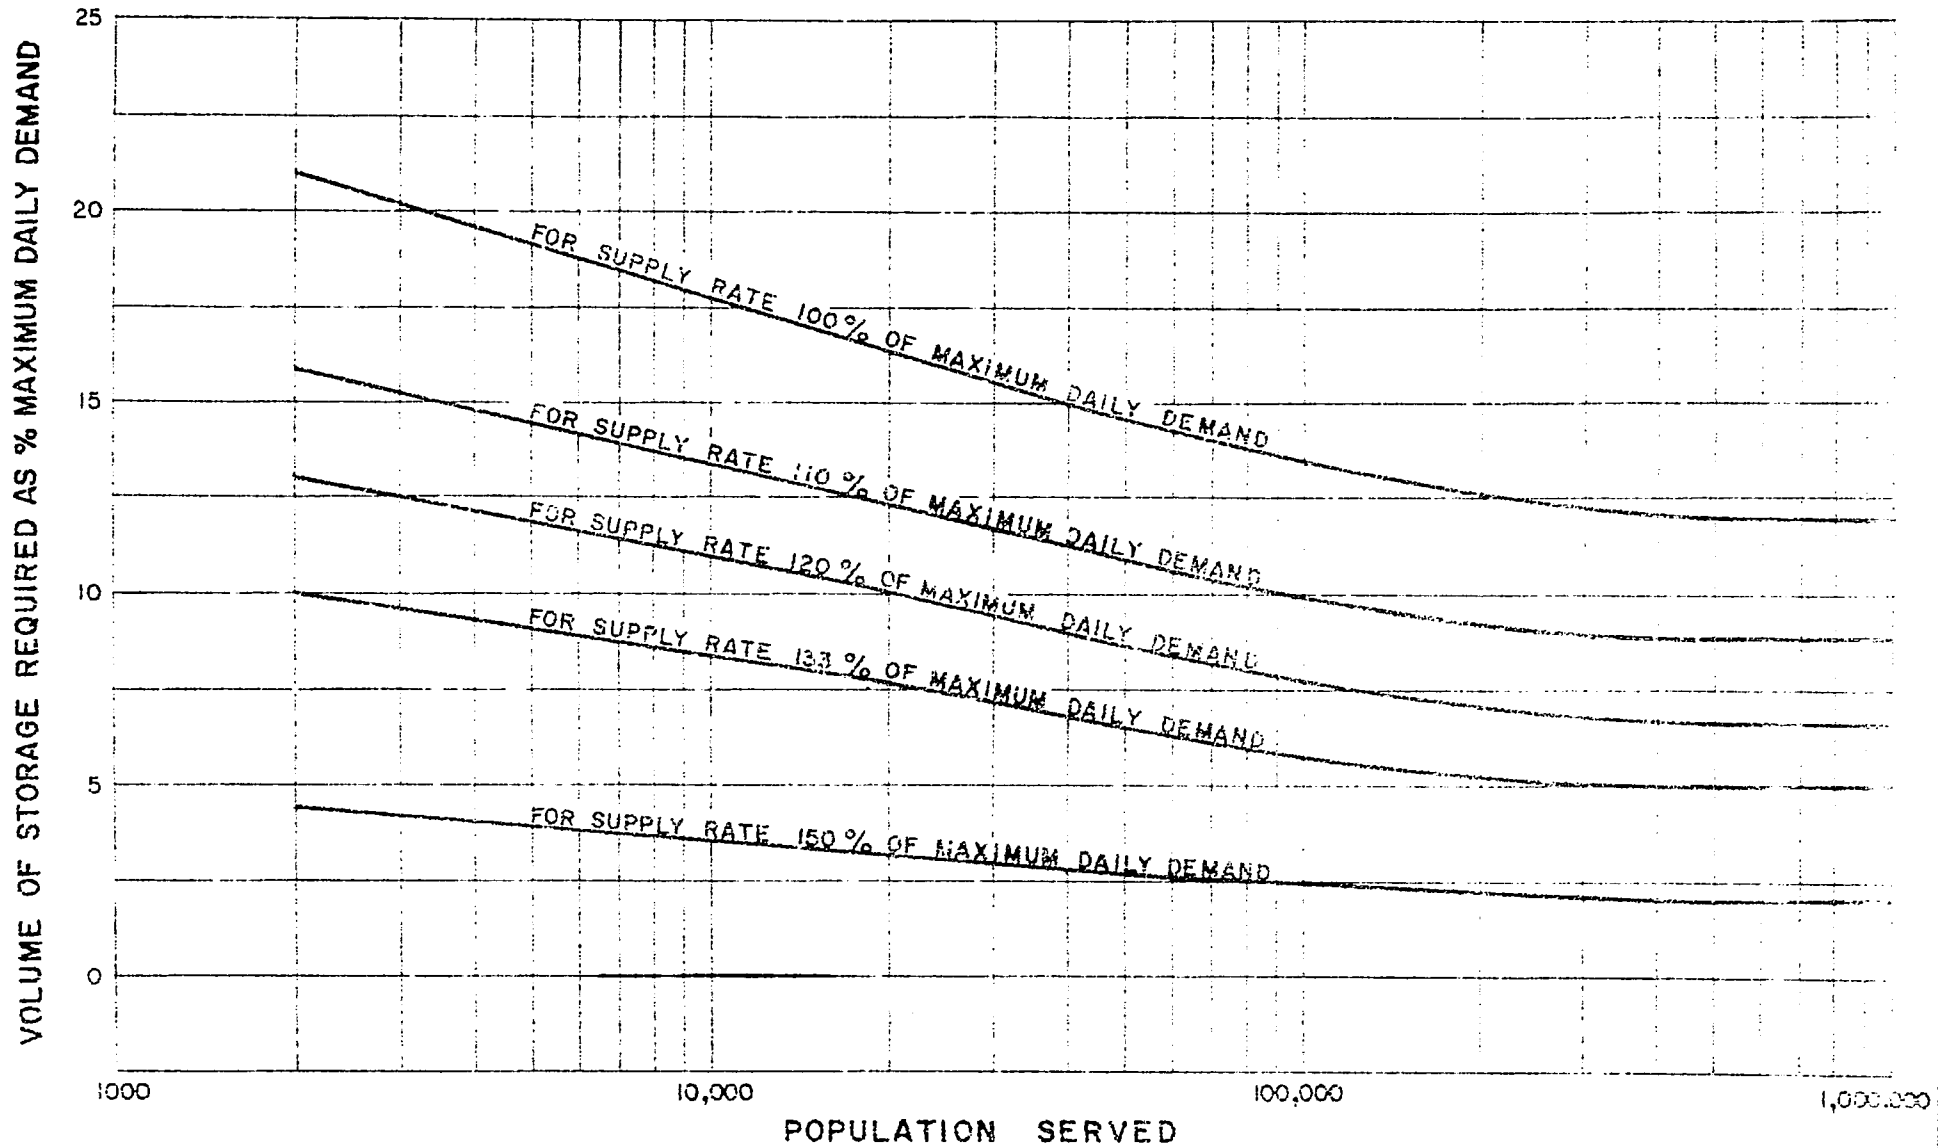 VOLUME OF STORAGE REQUIRED AS % MAXIMUM DAILY DEMAND
25
20
15
10
5
0
FOR SUPPLY RATE 100% OF MAXIMUM DAILY DEMAND
FOR SUPPLY RATE 110% OF MAXIMUM DAILY DEMAND
FOR SUPPLY RATE 120% OF MAXIMUM DAILY DEMAND
FOR SUPPLY RATE 133% OF MAXIMUM DAILY DEMAND
FOR SUPPLY RATE 150% OF MAXIMUM DAILY DEMAND
1000
10,000
100,000
1,000,000
POPULATION SERVED